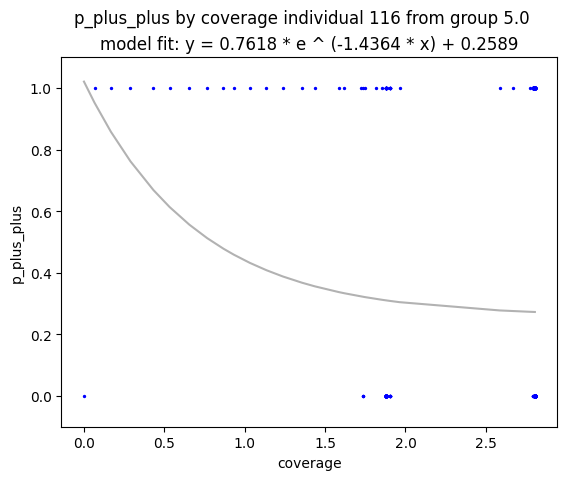 p_plus_plus by coverage individual 116 from group 5.0
model fit: y = 0.7618 * e ^ (-1.4364 * x) + 0.2589
1.0
0.8
0.6
0.4
0.2
0.0
p_plus_plus
0.0 0.5 1.0 1.5 2.0 2.5
coverage